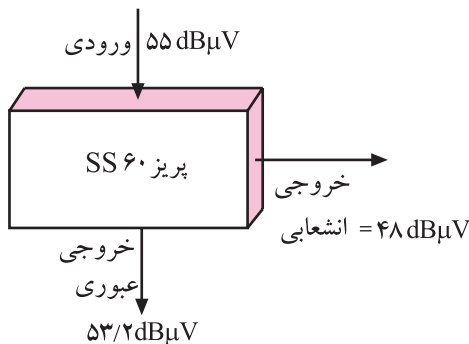 ورودی ۵۵ dBµV
پریز SS ۶۰
خروجی
انشعابی = ۴۸ dBµV
خروجی
عبوری
۵۳/۲dBµV